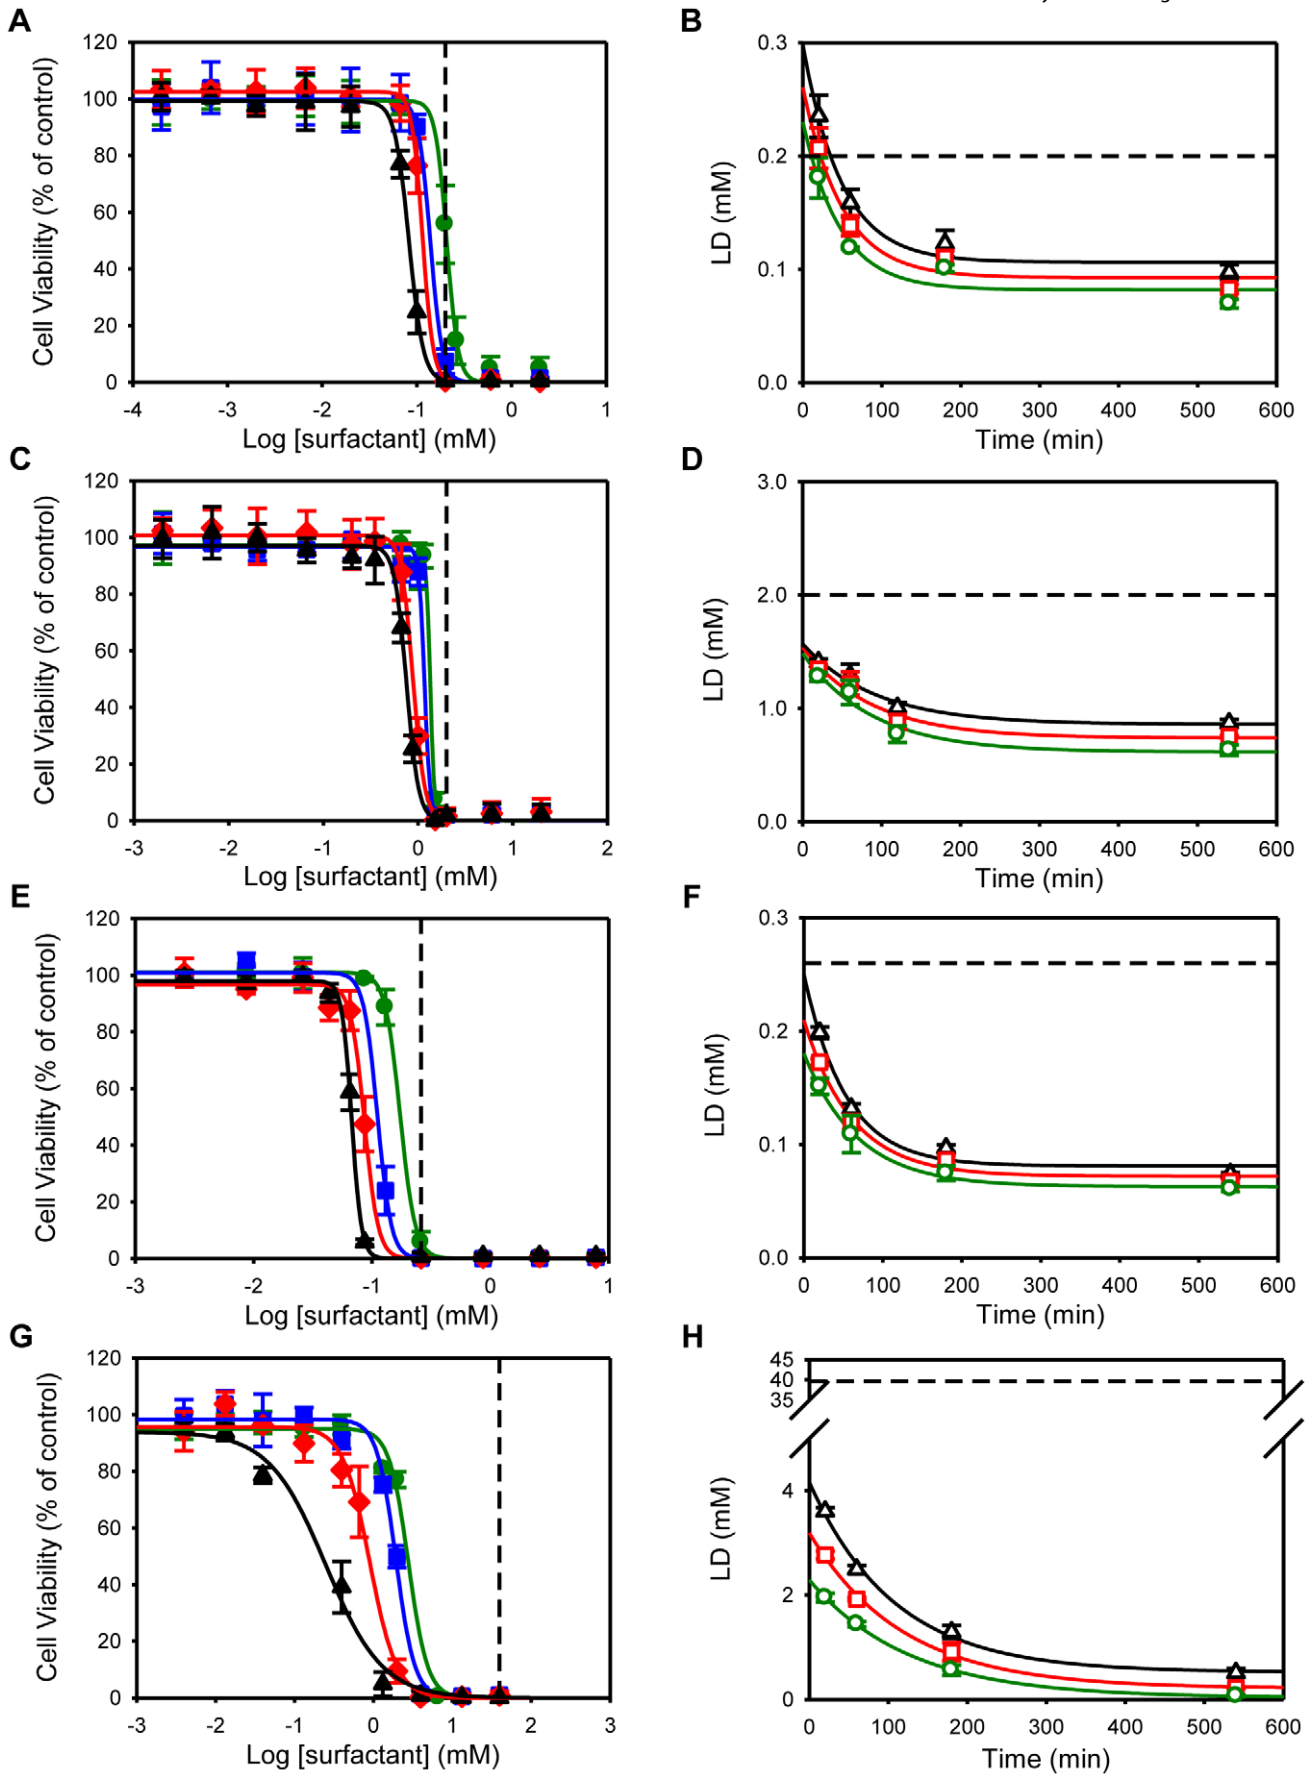 A
120
100
80
60
40
20
0
-4 -3 -2 -1 0 1
Cell Viability (% of control)
Log [surfactant] (mM)
B
0.3
0.2
0.1
0.0
0 100 200 300 400 500 600
LD (mM)
Time (min)
C
120
100
80
60
40
20
0
-3 -2 -1 0 1 2
Cell Viability (% of control)
Log [surfactant] (mM)
D
3.0
2.0
1.0
0.0
0 100 200 300 400 500 600
LD (mM)
Time (min)
E
120
100
80
60
40
20
0
-3 -2 -1 0 1
Cell Viability (% of control)
Log [surfactant] (mM)
F
0.3
0.2
0.1
0.0
0 100 200 300 400 500 600
LD (mM)
Time (min)
G
120
100
80
60
40
20
0
-3 -2 -1 0 1 2 3
Cell Viability (% of control)
Log [surfactant] (mM)
H
45
40
35
4
2
0
0 100 200 300 400 500 600
LD (mM)
Time (min)